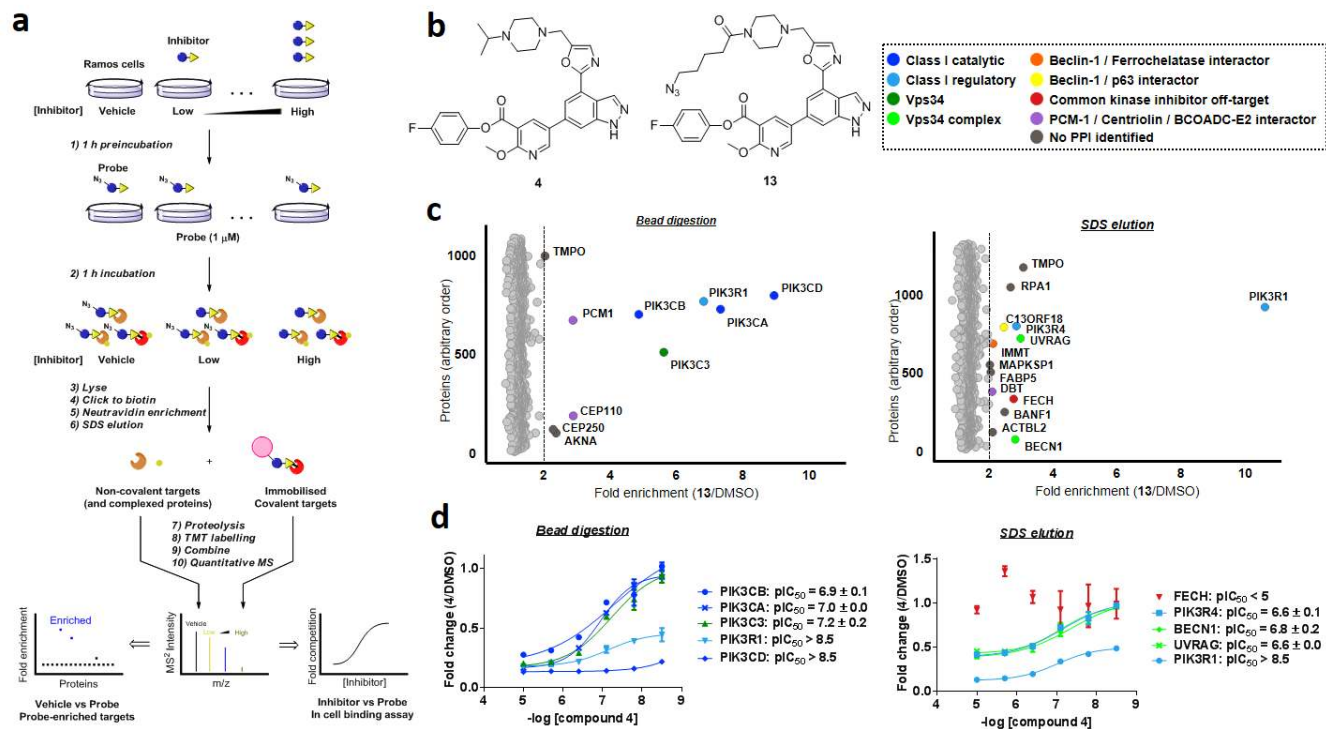 a
Inhibitor
Ramos cells
[Inhibitor]
Vehicle
Low
High
1) 1 h preincubation
Probe
N3
N3
N3
Probe (1 μM)
2) 1 h incubation
N3
N3
N3
N3
N3
N3
N3
[Inhibitor]
Vehicle
Low
High
3) Lyse
4) Click to biotin
5) Neutravidin enrichment
6) SDS elution
+
Non-covalent targets
(and complexed proteins)
Immobilised
Covalent targets
7) Proteolysis
8) TMT labelling
9) Combine
10) Quantitative MS
Fold enrichment
Enriched
Proteins
Vehicle vs Probe
Probe-enriched targets
MS2 Intensity
Vehicle
Low
High
m/z
Fold competition
[Inhibitor]
Inhibitor vs Probe
In cell binding assay
b
N
N
O
N
O
F
O
O
N
N
N
H
4
O
N
N
N3
O
N
O
F
O
O
N
N
N
H
13
Class I catalytic
Class I regulatory
Vps34
Vps34 complex
Beclin-1 / Ferrochelatase interactor
Beclin-1 / p63 interactor
Common kinase inhibitor off-target
PCM-1 / Centriolin / BCOADC-E2 interactor
No PPI identified
c
Bead digestion
Proteins (arbitrary order)
1000
500
0
TMPO
PCM1
PIK3CB
PIK3R1
PIK3CD
PIK3CA
PIK3C3
CEP110
CEP250
AKNA
2 4 6 8 10
Fold enrichment (13/DMSO)
SDS elution
Proteins (arbitrary order)
1000
500
0
TMPO
RPA1
PIK3R1
C13ORF18
PIK3R4
UVRAG
IMMT
MAPKSP1
FABP5
DBT
FECH
BANF1
ACTBL2
BECN1
2 4 6 8 10
Fold enrichment (13/DMSO)
d
Bead digestion
Fold change (4/DMSO)
1.0
0.5
0.0
4 5 6 7 8 9
-log [compound 4]
PIK3CB: pIC50 = 6.9 ± 0.1
PIK3CA: pIC50 = 7.0 ± 0.0
PIK3C3: pIC50 = 7.2 ± 0.2
PIK3R1: pIC50 > 8.5
PIK3CD: pIC50 > 8.5
SDS elution
Fold change (4/DMSO)
1.5
1.0
0.5
0.0
4 5 6 7 8 9
-log [compound 4]
FECH: pIC50 < 5
PIK3R4: pIC50 = 6.6 ± 0.1
BECN1: pIC50 = 6.8 ± 0.2
UVRAG: pIC50 = 6.6 ± 0.0
PIK3R1: pIC50 > 8.5